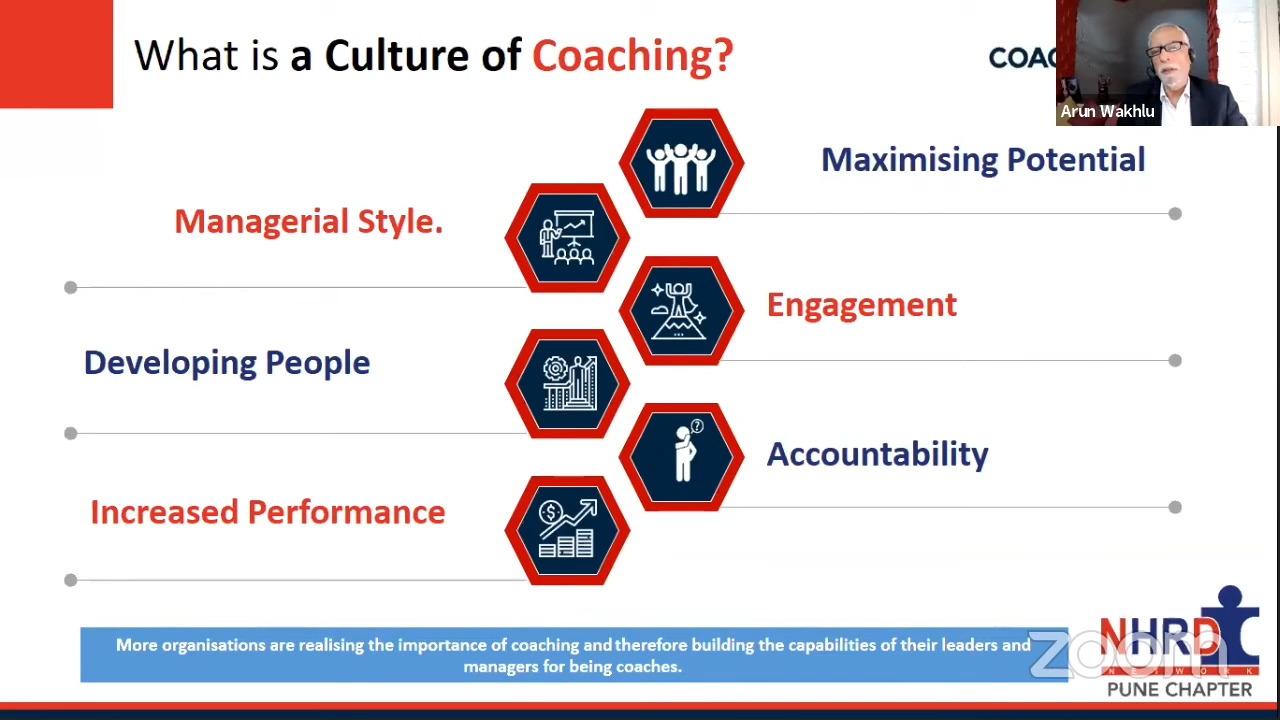 What is a Culture of Coaching?
COAC
Arun Wakhlu
Maximising Potential
Managerial Style.
Engagement
Developing People
Accountability
Increased Performance
More organisations are realising the importance of coaching and therefore building the capabilities of their leaders and
managers for being coaches.
zoom
NHRD
NETWORK
PUNE CHAPTER
$
?